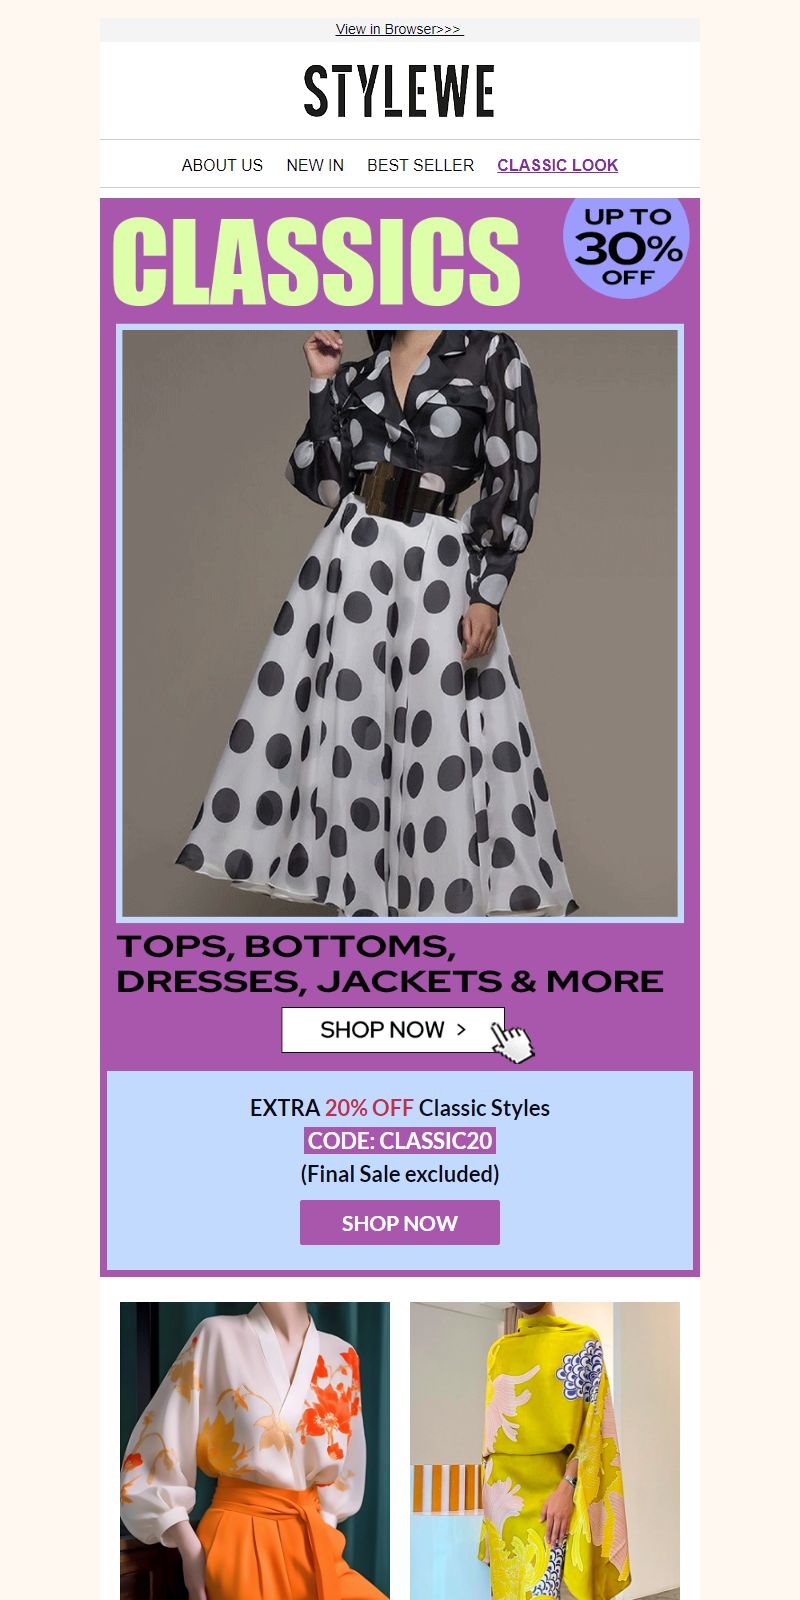 View in Browser>>>
STYLEWE
ABOUT US NEW IN BEST SELLER CLASSIC LOOK
CLASSICS
UP TO
30%
OFF
TOPS, BOTTOMS,
DRESSES, JACKETS & MORE
SHOP NOW >
EXTRA 20% OFF Classic Styles
CODE: CLASSIC20
(Final Sale excluded)
SHOP NOW